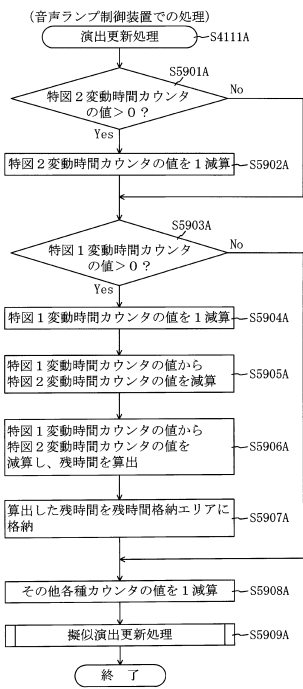 （音声ランプ制御装置での処理）
演出更新処理
S4111A
S5901A
特図２変動時間カウンタ
の値＞０？
No
Yes
特図２変動時間カウンタの値を１減算
S5902A
S5903A
特図１変動時間カウンタ
の値＞０？
No
Yes
特図１変動時間カウンタの値を１減算
S5904A
特図１変動時間カウンタの値から
特図２変動時間カウンタの値を減算
S5905A
特図１変動時間カウンタの値から
特図２変動時間カウンタの値を
減算し、残時間を算出
S5906A
算出した残時間を残時間格納エリアに
格納
S5907A
その他各種カウンタの値を１減算
S5908A
擬似演出更新処理
S5909A
終　了